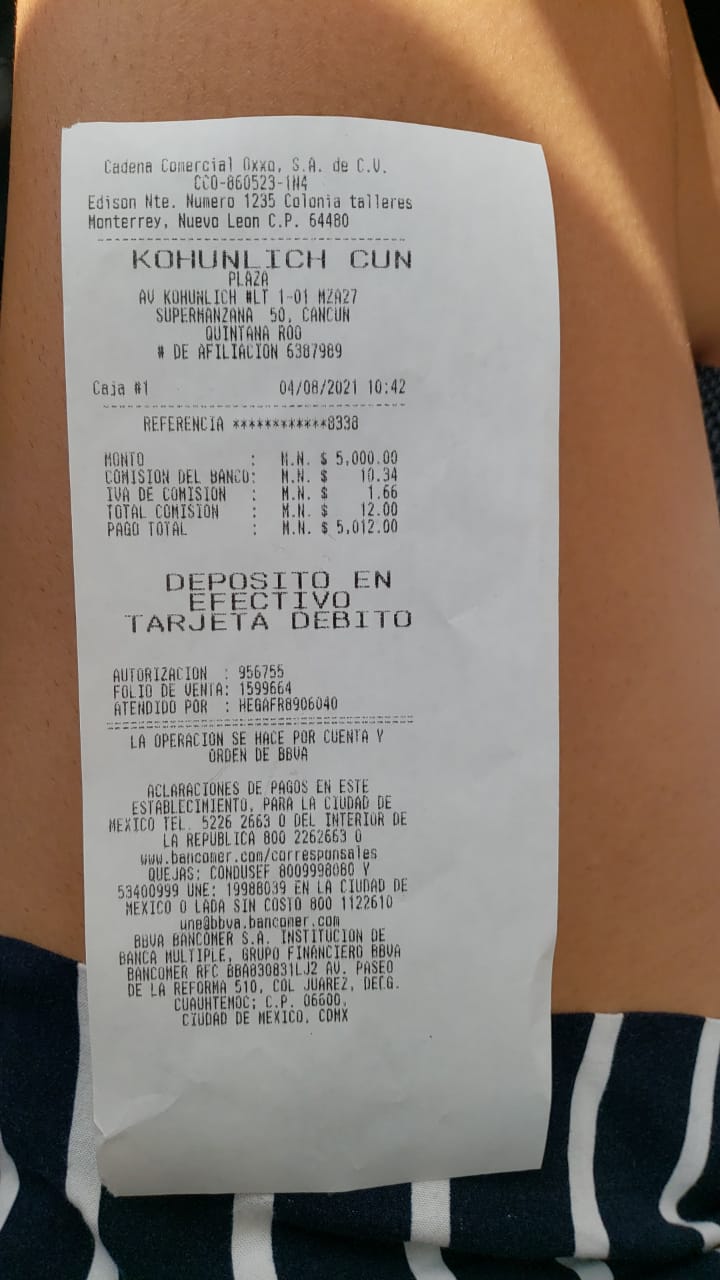 Cadena Comercial Oxxo, S.A. de C.V.
CCO-860523-1N4
Edison Nte. Numero 1235 Colonia talleres
Monterrey, Nuevo Leon C.P. 64480
KOHUNLICH CUN
PLAZA
AV KOHUNLICH #LT 1-01 MZA27
SUPERMANZANA 50, CANCUN
QUINTANA ROO
# DE AFILIACION 6387989
Caja #1 04/08/2021 10:42
REFERENCIA ************8338
MONTO : M.N. $ 5,000.00
COMISION DEL BANCO: M.N. $ 10.34
IVA DE COMISION : M.N. $ 1.66
TOTAL COMISION : M.N. $ 12.00
PAGO TOTAL : M.N. $ 5,012.00
DEPOSITO EN
EFECTIVO
TARJETA DEBITO
AUTORIZACION : 956755
FOLIO DE VENTA: 1599664
ATENDIDO POR : HEGAFR8906040
LA OPERACION SE HACE POR CUENTA Y
ORDEN DE BBVA
ACLARACIONES DE PAGOS EN ESTE
ESTABLECIMIENTO, PARA LA CIUDAD DE
MEXICO TEL. 5226 2663 O DEL INTERIOR DE
LA REPUBLICA 800 2262663 O
www.bancomer.com/corresponsales
QUEJAS: CONDUSEF 8009998080 Y
53400999 UNE: 19988039 EN LA CIUDAD DE
MEXICO O LADA SIN COSTO 800 1122610
une@bbva.bancomer.com
BBVA BANCOMER S.A. INSTITUCION DE
BANCA MULTIPLE, GRUPO FINANCIERO BBVA
BANCOMER RFC BBA830831LJ2 AV. PASEO
DE LA REFORMA 510, COL JUAREZ, DELG.
CUAUHTEMOC; C.P. 06600,
CIUDAD DE MEXICO, CDMX